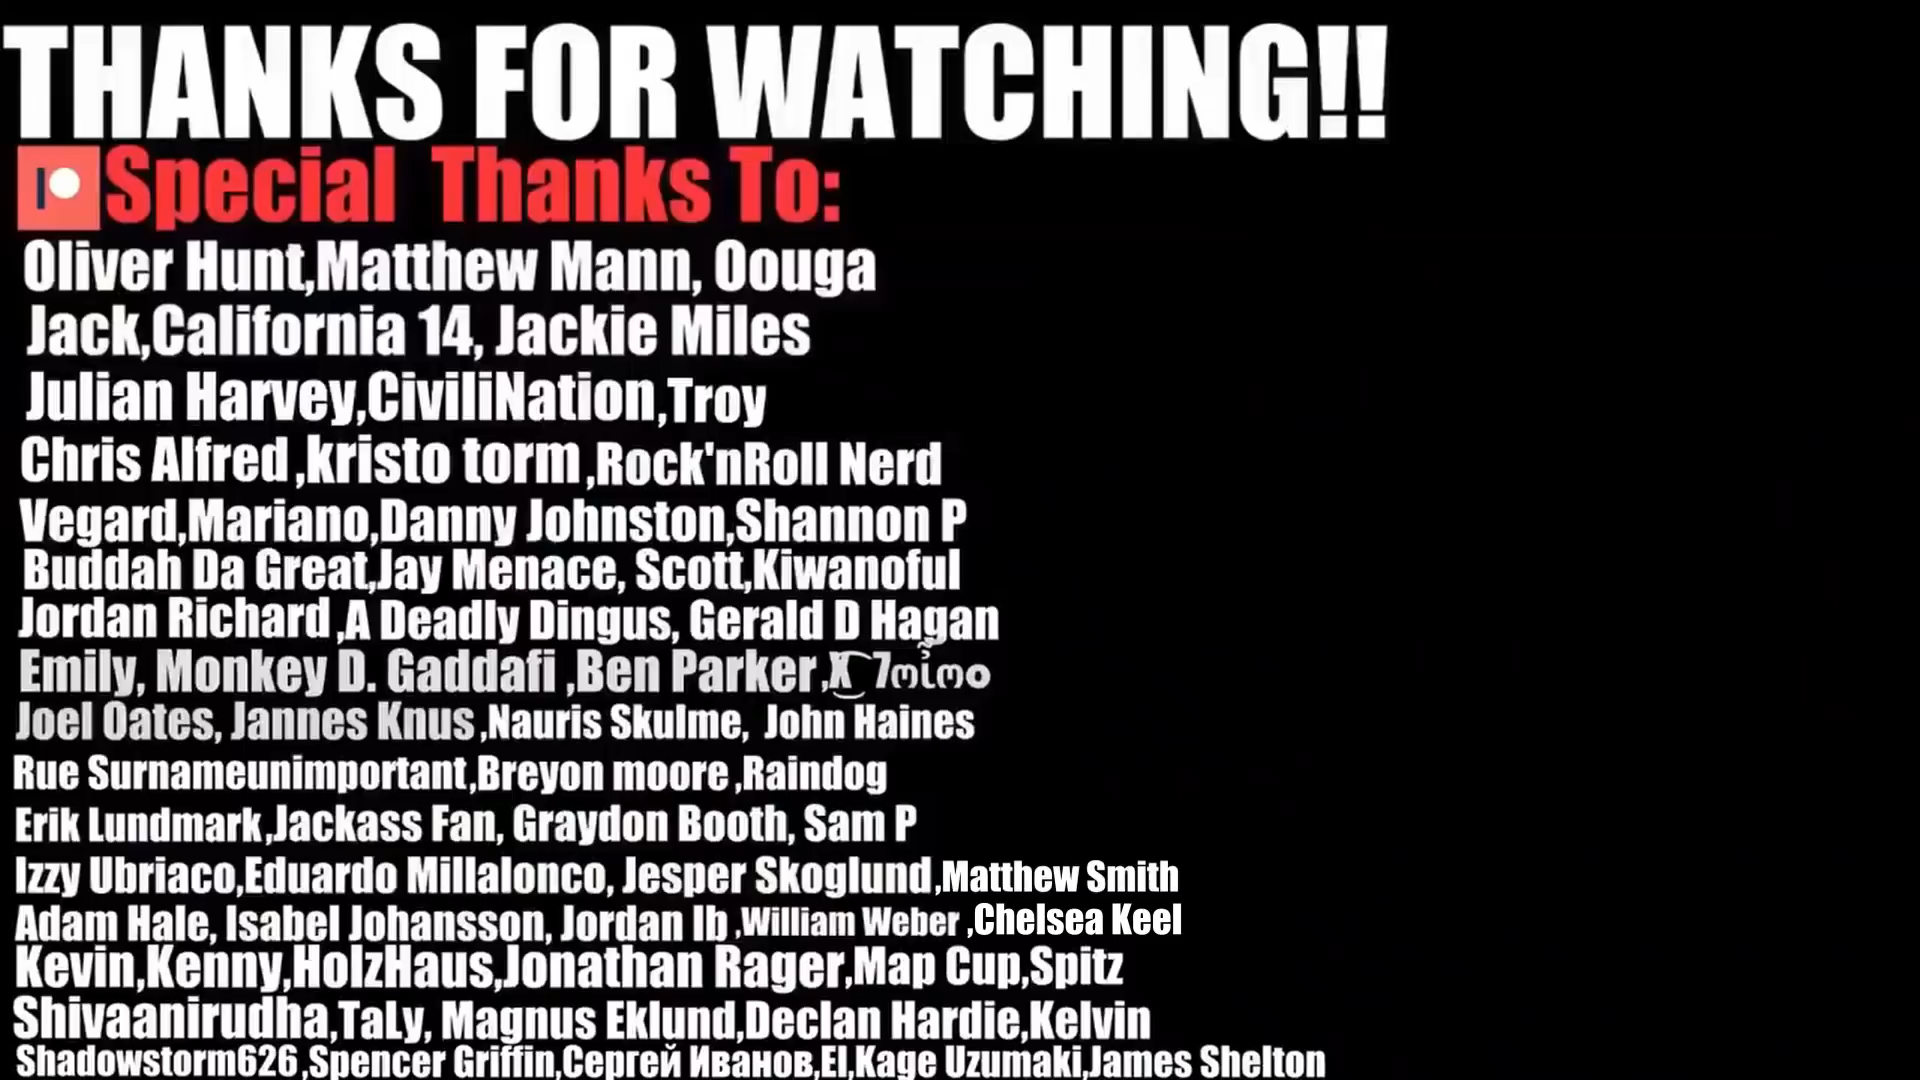 THANKS FOR WATCHING!!
Special Thanks To:
Oliver Hunt,Matthew Mann, Oouga
Jack,California 14, Jackie Miles
Julian Harvey,CiviliNation,Troy
Chris Alfred ,kristo torm ,Rock'nRoll Nerd
Vegard,Mariano,Danny Johnston,Shannon P
Buddah Da Great,Jay Menace, Scott,Kiwanoful
Jordan Richard ,A Deadly Dingus, Gerald D Hagan
Emily, Monkey D. Gaddafi ,Ben Parker,
Joel Oates, Jannes Knus ,Nauris Skulme, John Haines
Rue Surnameunimportant,Breyon moore ,Raindog
Erik Lundmark,Jackass Fan, Graydon Booth, Sam P
Izzy Ubriaco,Eduardo Millalonco, Jesper Skoglund,Matthew Smith
Adam Hale, Isabel Johansson, Jordan Ib ,William Weber ,Chelsea Keel
Kevin,Kenny,HolzHaus,Jonathan Rager,Map Cup,Spitz
Shivaanirudha,TaLy, Magnus Eklund,Declan Hardie,Kelvin
Shadowstorm626,Spencer Griffin,Сергей Иванов,El,Kage Uzumaki,James Shelton